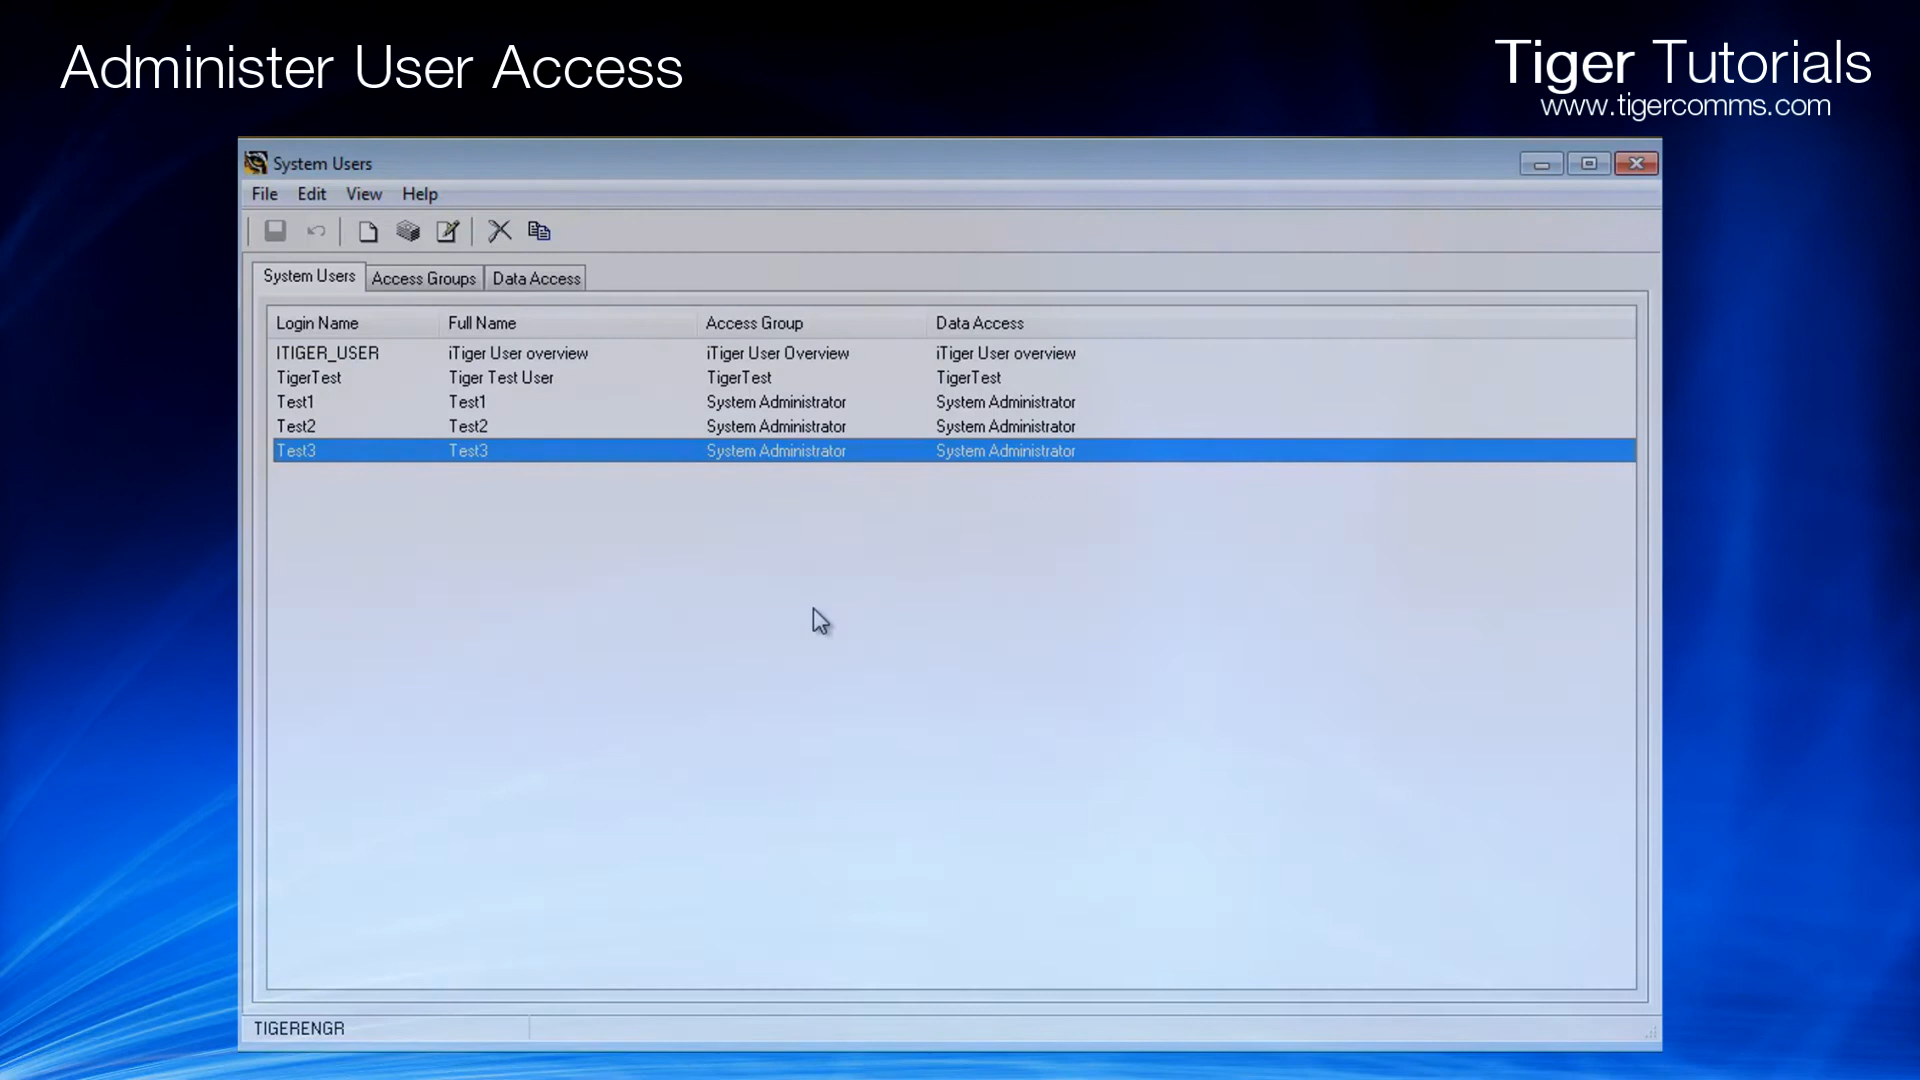 Administer User Access
Tiger Tutorials
www.tigercomms.com
System Users
File Edit View Help
System Users Access Groups Data Access
Login Name Full Name Access Group Data Access
ITIGER_USER iTiger User overview iTiger User Overview iTiger User overview
TigerTest Tiger Test User TigerTest TigerTest
Test1 Test1 System Administrator System Administrator
Test2 Test2 System Administrator System Administrator
Test3 Test3 System Administrator System Administrator
TIGERENGR